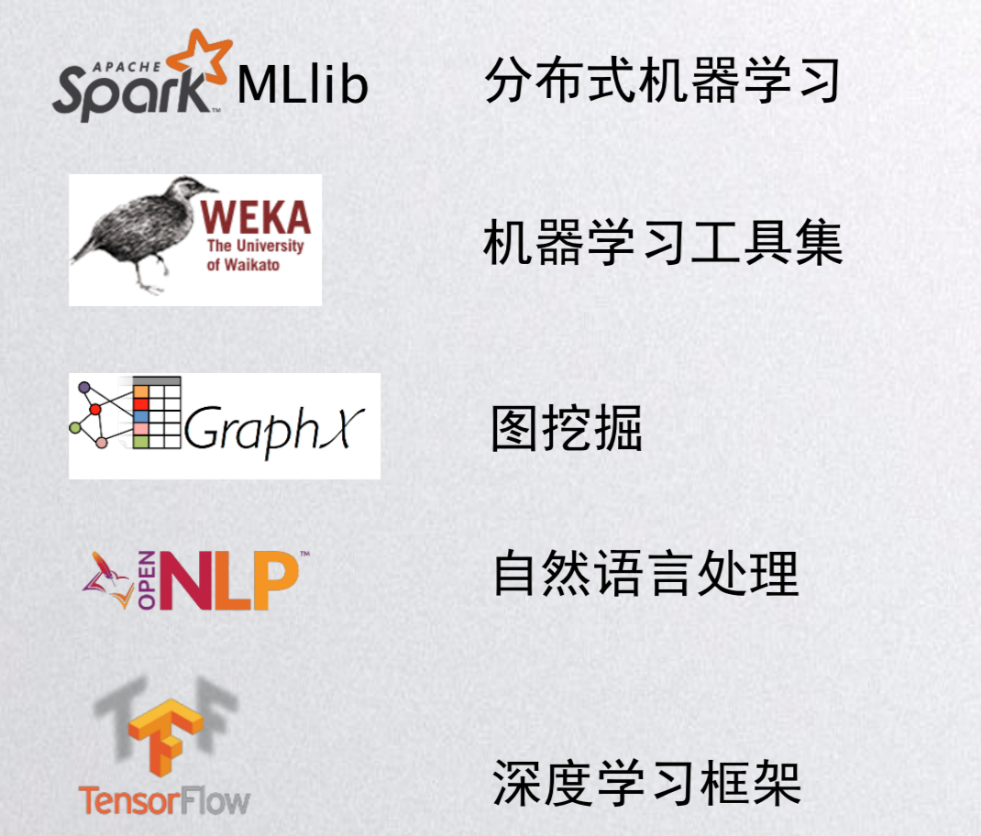 APACHE
Spark™ MLlib 分布式机器学习
WEKA
The University
of Waikato
机器学习工具集
GraphX 图挖掘
OPEN NLP™ 自然语言处理
TensorFlow
深度学习框架